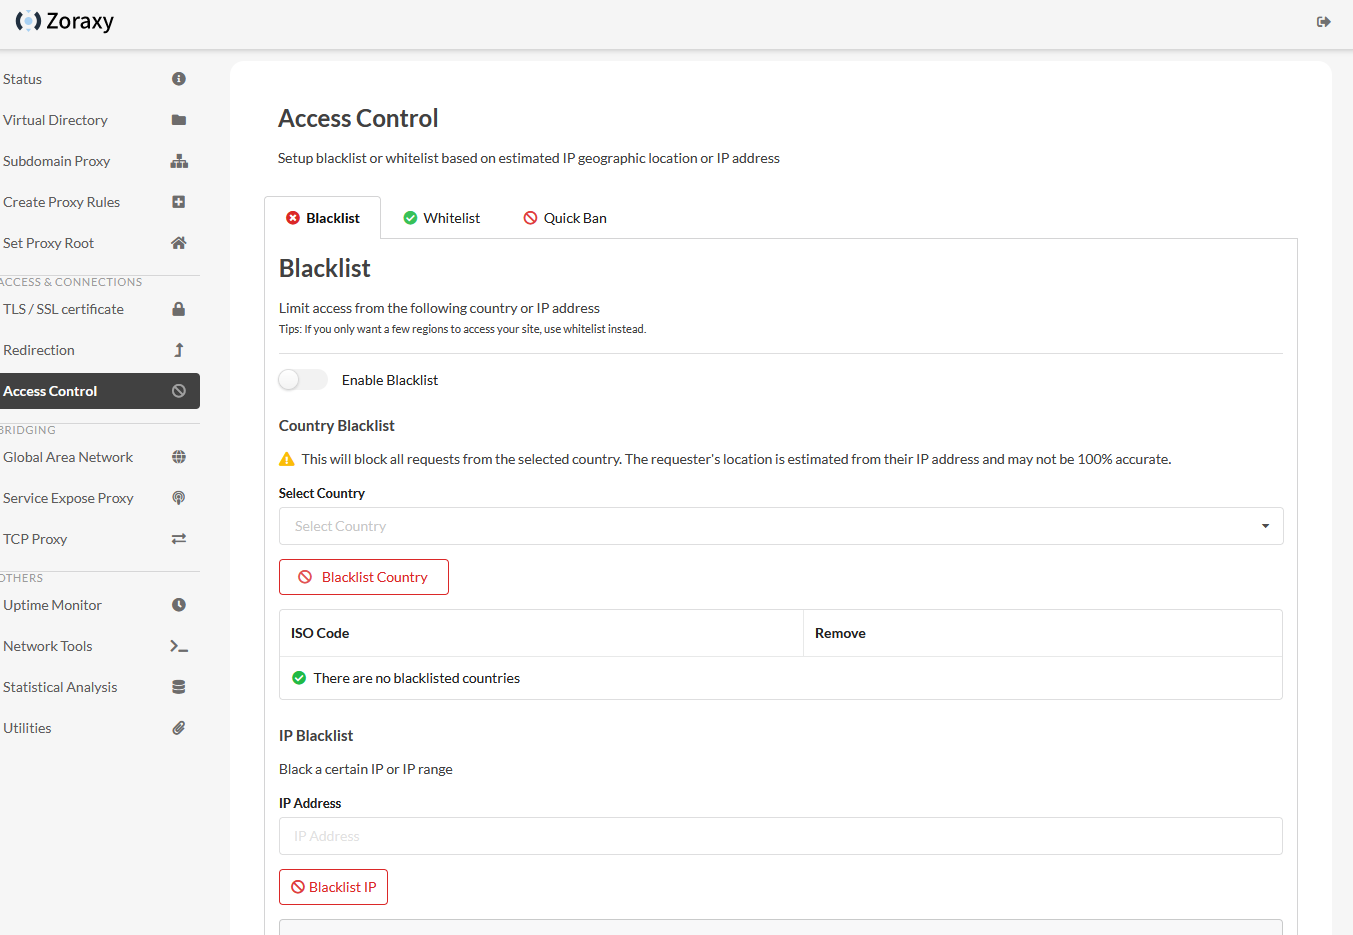 Zoraxy
Status
Virtual Directory
Subdomain Proxy
Create Proxy Rules
Set Proxy Root
ACCESS & CONNECTIONS
TLS / SSL certificate
Redirection
Access Control
BRIDGING
Global Area Network
Service Expose Proxy
TCP Proxy
OTHERS
Uptime Monitor
Network Tools
Statistical Analysis
Utilities
Access Control
Setup blacklist or whitelist based on estimated IP geographic location or IP address
Blacklist
Whitelist
Quick Ban
Blacklist
Limit access from the following country or IP address
Tips: If you only want a few regions to access your site, use whitelist instead.
Enable Blacklist
Country Blacklist
This will block all requests from the selected country. The requester's location is estimated from their IP address and may not be 100% accurate.
Select Country
Select Country
Blacklist Country
ISO Code
Remove
There are no blacklisted countries
IP Blacklist
Black a certain IP or IP range
IP Address
IP Address
Blacklist IP